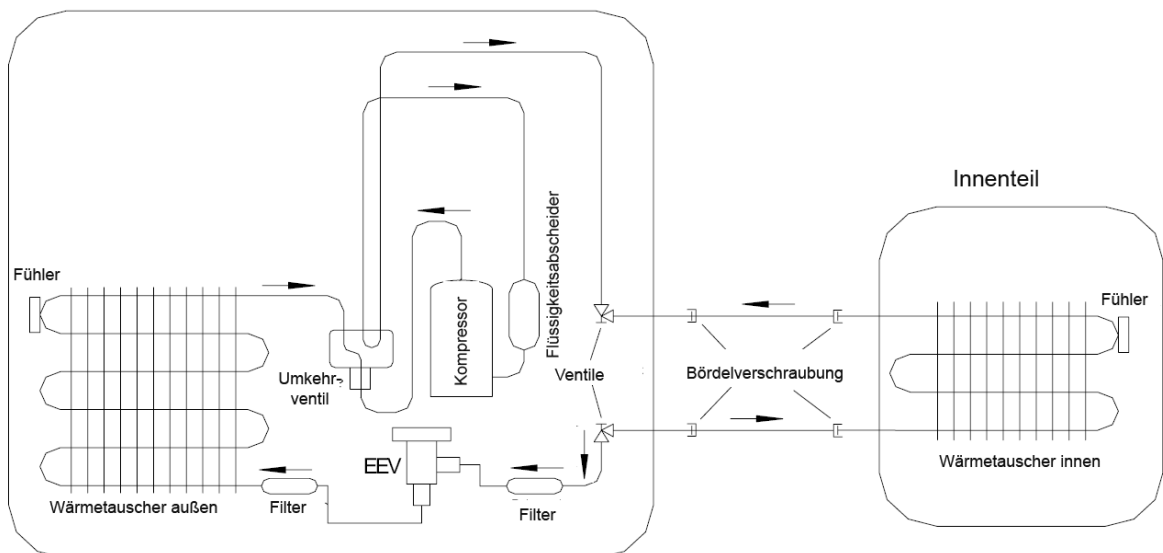 Innenteil
Fühler
Flüssigkeitsabscheider
Kompressor
Fühler
Umkehr-
ventil
Ventile
Bördelverschraubung
EEV
Wärmetauscher innen
Wärmetauscher außen
Filter
Filter